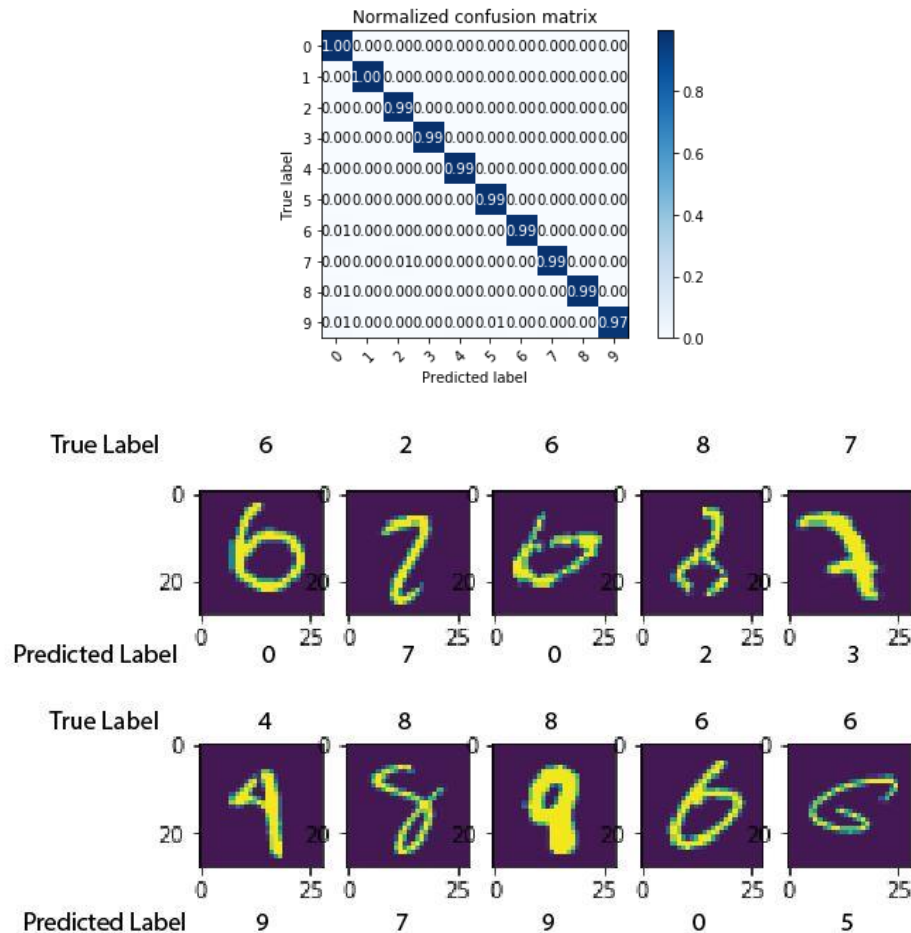 Normalized confusion matrix
0 1.00 0.00 0.00 0.00 0.00 0.00 0.00 0.00 0.00 0.00
1 0.00 1.00 0.00 0.00 0.00 0.00 0.00 0.00 0.00 0.00
2 0.00 0.00 0.99 0.00 0.00 0.00 0.00 0.00 0.00 0.00
3 0.00 0.00 0.00 0.99 0.00 0.00 0.00 0.00 0.00 0.00
4 0.00 0.00 0.00 0.00 0.99 0.00 0.00 0.00 0.00 0.00
5 0.00 0.00 0.00 0.00 0.00 0.99 0.00 0.00 0.00 0.00
6 0.01 0.00 0.00 0.00 0.00 0.00 0.99 0.00 0.00 0.00
7 0.00 0.00 0.01 0.00 0.00 0.00 0.00 0.99 0.00 0.00
8 0.01 0.00 0.00 0.00 0.00 0.00 0.00 0.00 0.99 0.00
9 0.01 0.00 0.00 0.00 0.00 0.01 0.00 0.00 0.00 0.97
True label
0 1 2 3 4 5 6 7 8 9
Predicted label
0.8
0.6
0.4
0.2
0.0
True Label 6 2 6 8 7
0 0 0 0 0
6 2 6 8 7
20 20 20 20 20
0 25 0 25 0 25 0 25 0 25
Predicted Label 0 7 0 2 3
True Label 4 8 8 6 6
0 0 0 0 0
4 8 8 6 6
20 20 20 20 20
0 25 0 25 0 25 0 25 0 25
Predicted Label 9 7 9 0 5